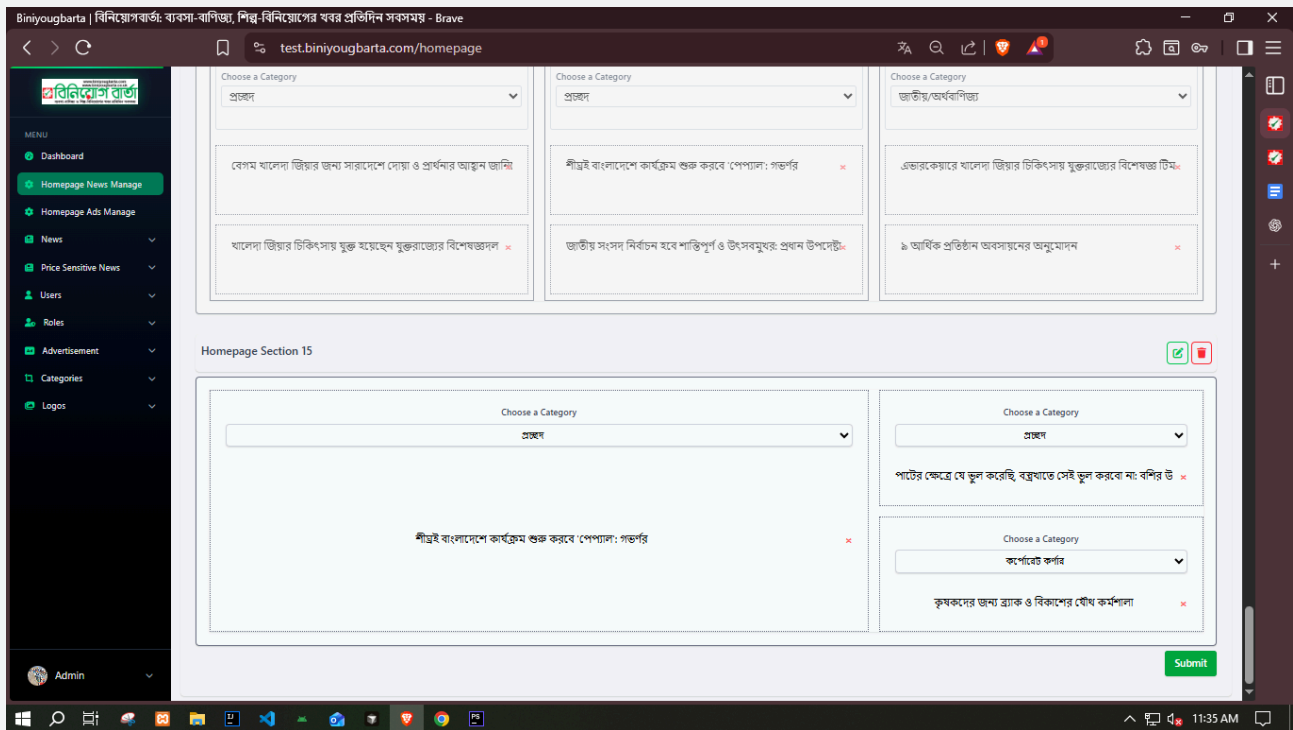 Biniyougbarta | বিনিয়োগবার্তা: ব্যবসা-বাণিজ্য, শিল্প-বিনিয়োগের খবর প্রতিদিন সবসময় - Brave
test.biniyougbarta.com/homepage
বিনিয়োগ বার্তা
MENU
Dashboard
Homepage News Manage
Homepage Ads Manage
News
Price Sensitive News
Users
Roles
Advertisement
Categories
Logos
Admin
Choose a Category
Choose a Category
Choose a Category
প্রচ্ছদ
প্রচ্ছদ
জাতীয়/অর্থবাণিজ্য
বেগম খালেদা জিয়ার জন্য সারাদেশে দোয়া ও প্রার্থনার আহ্বান জানি
শীঘ্রই বাংলাদেশে কার্যক্রম শুরু করবে 'পেপ্যাল': গভর্ণর
এভারকেয়ারে খালেদা জিয়ার চিকিৎসায় যুক্তরাজ্যের বিশেষজ্ঞ টিম
খালেদা জিয়ার চিকিৎসায় যুক্ত হয়েছেন যুক্তরাজ্যের বিশেষজ্ঞদল
জাতীয় সংসদ নির্বাচন হবে শান্তিপূর্ণ ও উৎসবমুখর: প্রধান উপদেষ্টা
৯ আর্থিক প্রতিষ্ঠান অবসায়নের অনুমোদন
Homepage Section 15
Choose a Category
প্রচ্ছদ
শীঘ্রই বাংলাদেশে কার্যক্রম শুরু করবে 'পেপ্যাল': গভর্ণর
Choose a Category
প্রচ্ছদ
পাটের ক্ষেত্রে যে ভুল করেছি, বস্ত্রখাতে সেই ভুল করবো না: বশির উ
Choose a Category
কর্পোরেট কর্ণার
কৃষকদের জন্য ব্র্যাক ও বিকাশের যৌথ কর্মশালা
Submit
11:35 AM